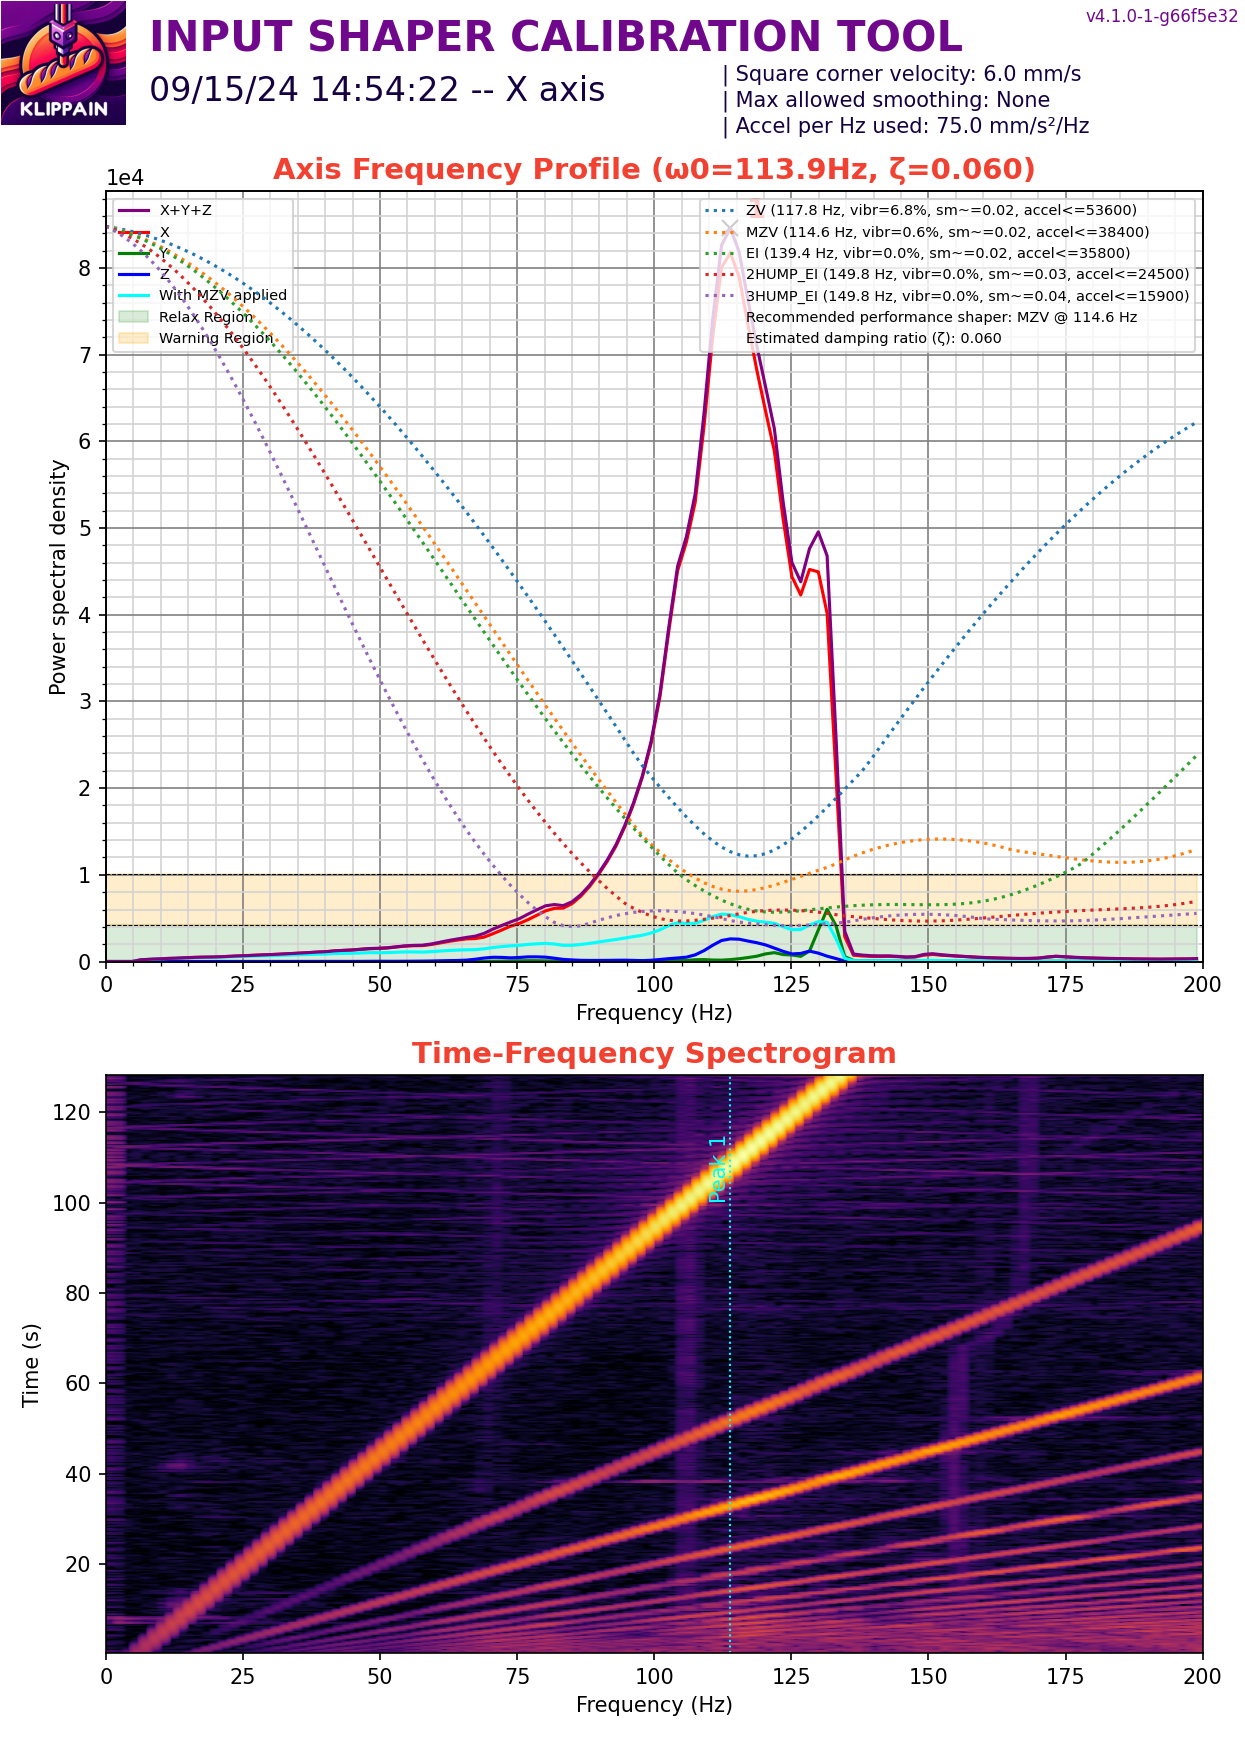 v4.1.0-1-g66f5e32
INPUT SHAPER CALIBRATION TOOL
09/15/24 14:54:22 -- X axis
| Square corner velocity: 6.0 mm/s
| Max allowed smoothing: None
| Accel per Hz used: 75.0 mm/s²/Hz
KLIPPAIN
Axis Frequency Profile (ω0=113.9Hz, ζ=0.060)
1e4
X+Y+Z
X
Y
Z
With MZV applied
Relax Region
Warning Region
1
ZV (117.8 Hz, vibr=6.8%, sm~=0.02, accel<=53600)
MZV (114.6 Hz, vibr=0.6%, sm~=0.02, accel<=38400)
EI (139.4 Hz, vibr=0.0%, sm~=0.02, accel<=35800)
2HUMP_EI (149.8 Hz, vibr=0.0%, sm~=0.03, accel<=24500)
3HUMP_EI (149.8 Hz, vibr=0.0%, sm~=0.04, accel<=15900)
Recommended performance shaper: MZV @ 114.6 Hz
Estimated damping ratio (ζ): 0.060
8
7
6
5
4
3
2
1
0
Power spectral density
0 25 50 75 100 125 150 175 200
Frequency (Hz)
Time-Frequency Spectrogram
120
100
80
60
40
20
Time (s)
Peak 1
0 25 50 75 100 125 150 175 200
Frequency (Hz)